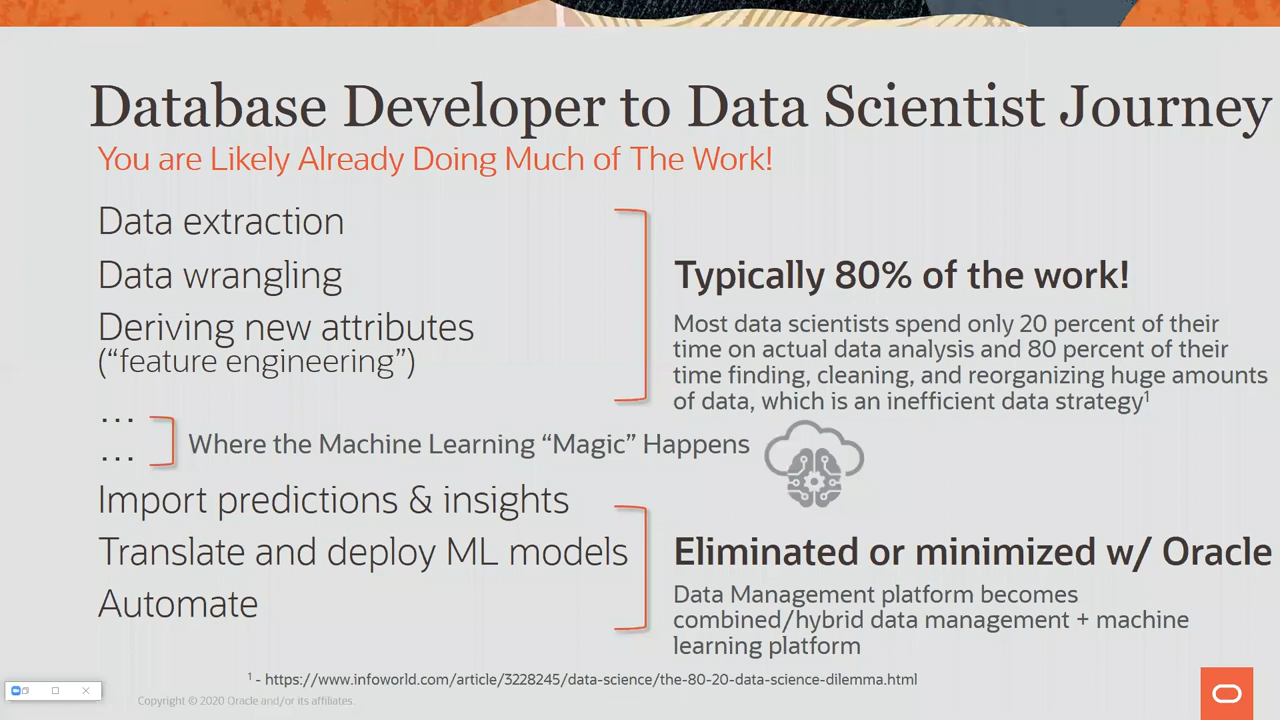 Database Developer to Data Scientist Journey
You are Likely Already Doing Much of The Work!
Data extraction
Data wrangling
Deriving new attributes
(“feature engineering”)
Typically 80% of the work!
Most data scientists spend only 20 percent of their
time on actual data analysis and 80 percent of their
time finding, cleaning, and reorganizing huge amounts
of data, which is an inefficient data strategy¹
...
...
Where the Machine Learning “Magic” Happens
Import predictions & insights
Translate and deploy ML models
Automate
Eliminated or minimized w/ Oracle
Data Management platform becomes
combined/hybrid data management + machine
learning platform
¹ - https://www.infoworld.com/article/3228245/data-science/the-80-20-data-science-dilemma.html
Copyright © 2020 Oracle and/or its affiliates.